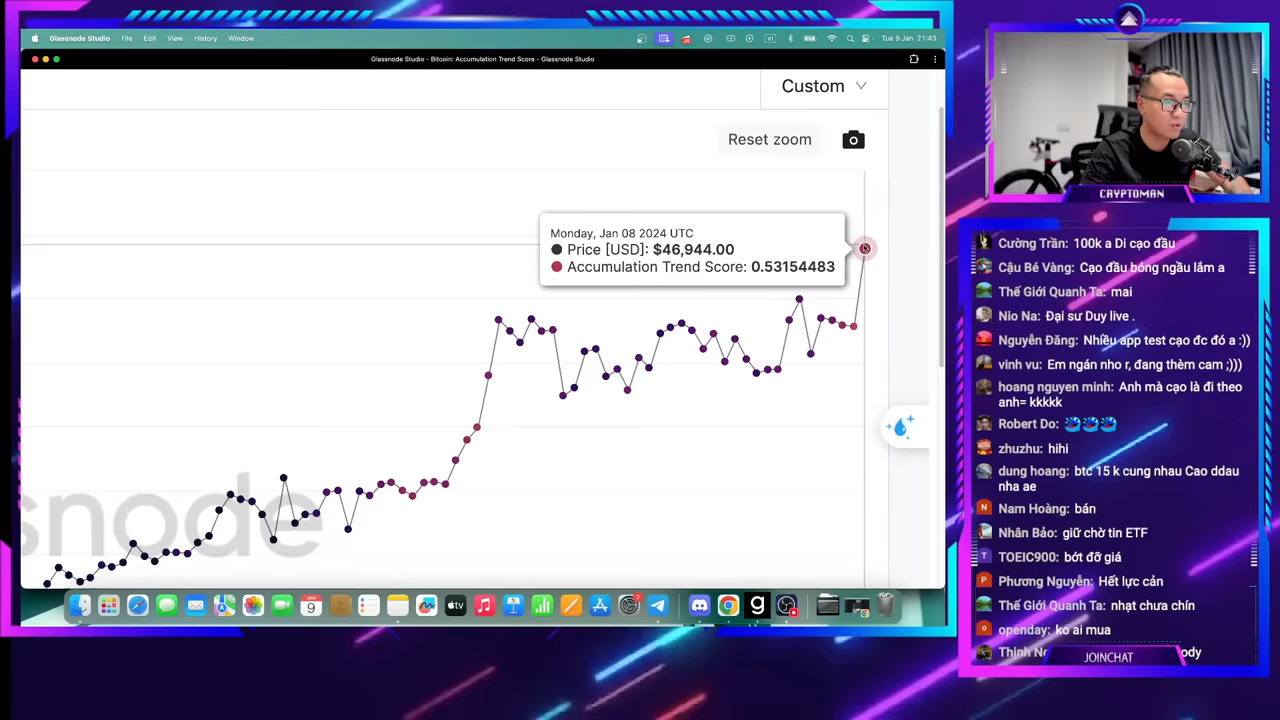 Glassnode Studio File Edit View History Window
VI Tue 9 Jan 21:43
Glassnode Studio - Bitcoin: Accumulation Trend Score - Glassnode Studio
Custom
Reset zoom
Monday, Jan 08 2024 UTC
Price [USD]: $46,944.00
Accumulation Trend Score: 0.53154483
snode
JAN
9
tv
g
CRYPTOMAN
Cường Trần: 100k a Di cạo đầu
Cậu Bé Vàng: Cạo đầu bóng ngầu lắm a
Thế Giới Quanh Ta: mai
Nio Na: Đại sư Duy live .
Nguyễn Đăng: Nhiều app test cạo đc đó a :))
vinh vu: Em ngán nho r, đang thèm cam ;)))
hoang nguyen minh: Anh mà cạo là đi theo
anh= kkkkk
Robert Do:
zhuzhu: hihi
dung hoang: btc 15 k cung nhau Cao ddau
nha ae
N Nam Hoàng: bán
Nhân Bảo: giữ chờ tin ETF
T TOEIC900: bớt đỡ giá
P Phương Nguyễn: Hết lực cản
Thế Giới Quanh Ta: nhạt chưa chín
o openday: ko ai mua
Thịnh
JOINCHAT